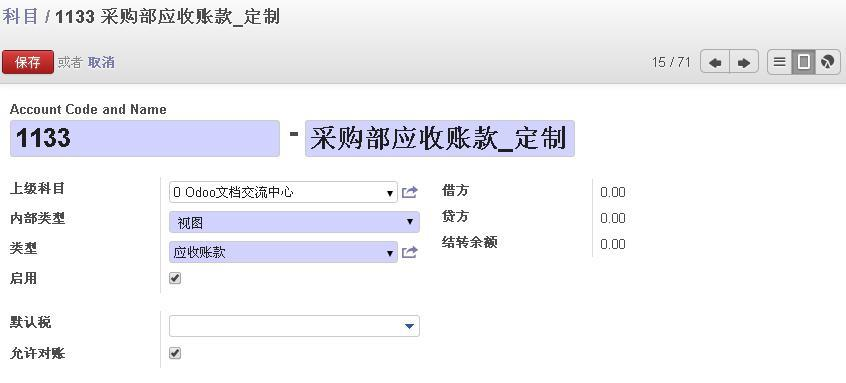 科目 / 1133 采购部应收账款_定制
保存 或者 取消 15 / 71
Account Code and Name
1133 - 采购部应收账款_定制
上级科目 0 Odoo文档交流中心 借方 0.00
内部类型 视图 贷方 0.00
类型 应收账款 结转余额 0.00
启用
默认税
允许对账